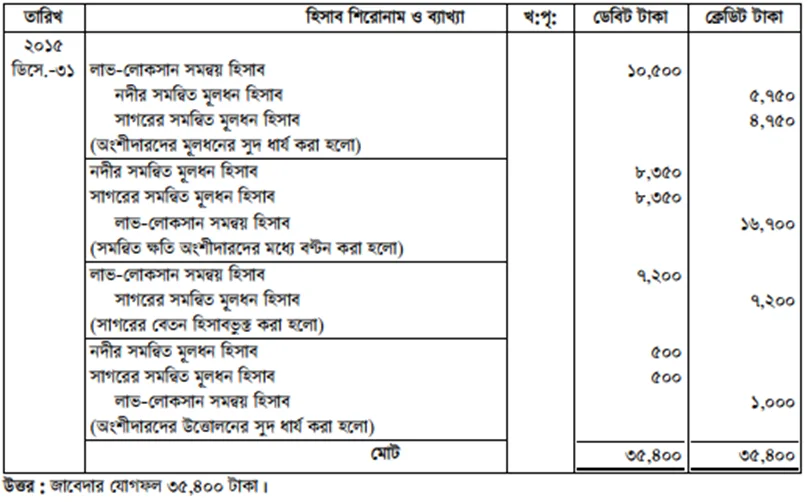 তারিখ হিসাব শিরোনাম ও ব্যাখ্যা খ:পৃ: ডেবিট টাকা ক্রেডিট টাকা
২০১৫
ডিসে.-৩১ লাভ-লোকসান সমন্বয় হিসাব ১০,৫০০
নদীর সমন্বিত মূলধন হিসাব ৫,৭৫০
সাগরের সমন্বিত মূলধন হিসাব ৪,৭৫০
(অংশীদারদের মূলধনের সুদ ধার্য করা হলো)
নদীর সমন্বিত মূলধন হিসাব ৮,৩৫০
সাগরের সমন্বিত মূলধন হিসাব ৮,৩৫০
লাভ-লোকসান সমন্বয় হিসাব ১৬,৭০০
(সমন্বিত ক্ষতি অংশীদারদের মধ্যে বণ্টন করা হলো)
লাভ-লোকসান সমন্বয় হিসাব ৭,২০০
সাগরের সমন্বিত মূলধন হিসাব ৭,২০০
(সাগরের বেতন হিসাবভুক্ত করা হলো)
নদীর সমন্বিত মূলধন হিসাব ৫০০
সাগরের সমন্বিত মূলধন হিসাব ৫০০
লাভ-লোকসান সমন্বয় হিসাব ১,০০০
(অংশীদারদের উত্তোলনের সুদ ধার্য করা হলো)
মোট ৩৫,৪০০ ৩৫,৪০০
উত্তর : জাবেদার যোগফল ৩৫,৪০০ টাকা।